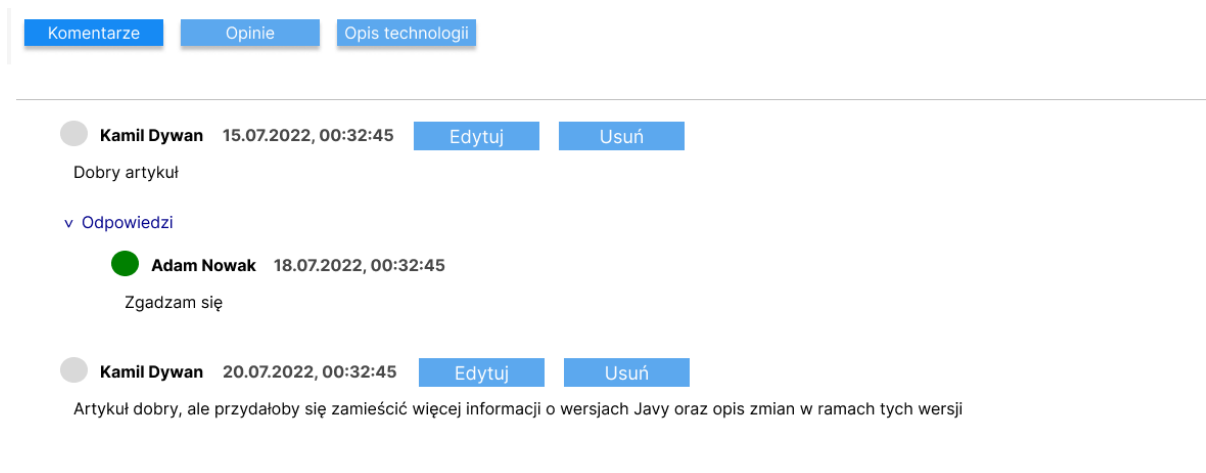 Komentarze Opinie Opis technologii
Kamil Dywan 15.07.2022, 00:32:45 Edytuj Usuń
Dobry artykuł
v Odpowiedzi
Adam Nowak 18.07.2022, 00:32:45
Zgadzam się
Kamil Dywan 20.07.2022, 00:32:45 Edytuj Usuń
Artykuł dobry, ale przydałoby się zamieścić więcej informacji o wersjach Javy oraz opis zmian w ramach tych wersji